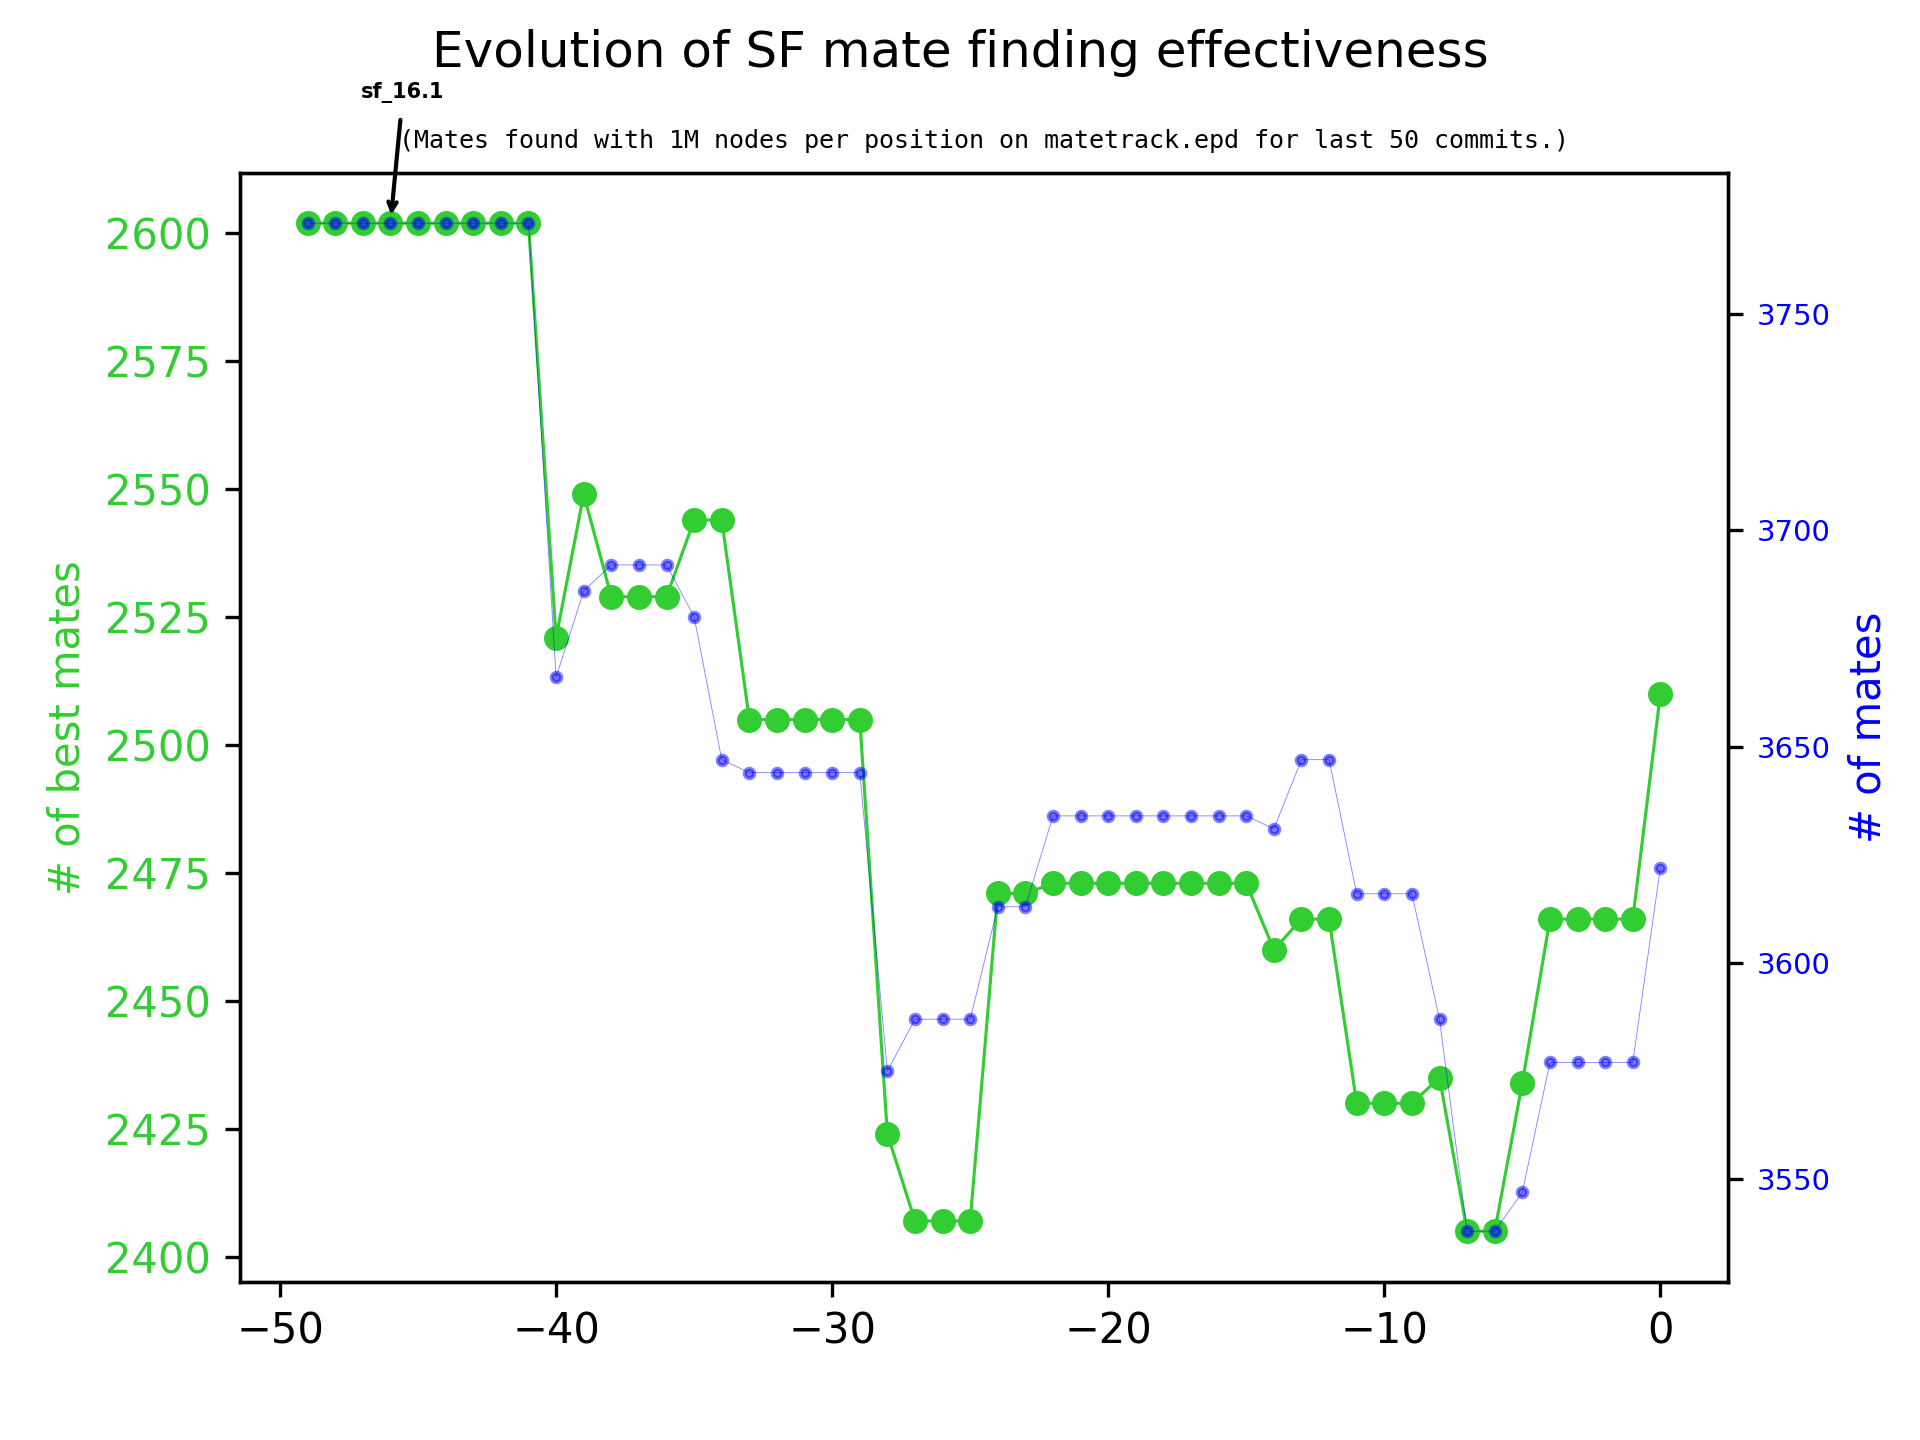 Evolution of SF mate finding effectiveness
sf_16.1
(Mates found with 1M nodes per position on matetrack.epd for last 50 commits.)
2600
2575
2550
2525
2500
2475
2450
2425
2400
# of best mates
3750
3700
3650
3600
3550
# of mates
−50 −40 −30 −20 −10 0